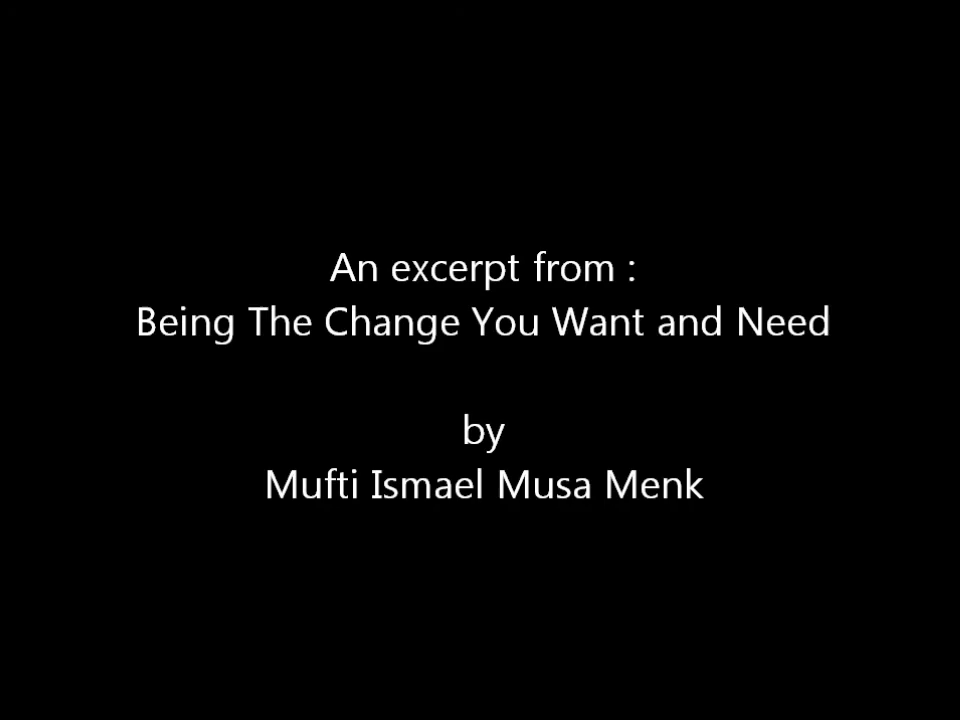 An excerpt from :
Being The Change You Want and Need
by
Mufti Ismael Musa Menk